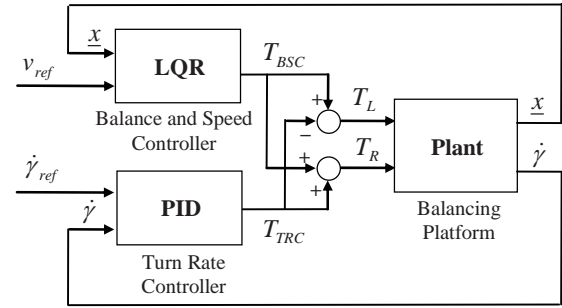 x
v_ref
LQR
Balance and Speed
Controller
T_BSC
+
−
T_L
+
+
T_R
Plant
Balancing
Platform
x
γ̇
γ̇_ref
γ̇
PID
Turn Rate
Controller
T_TRC